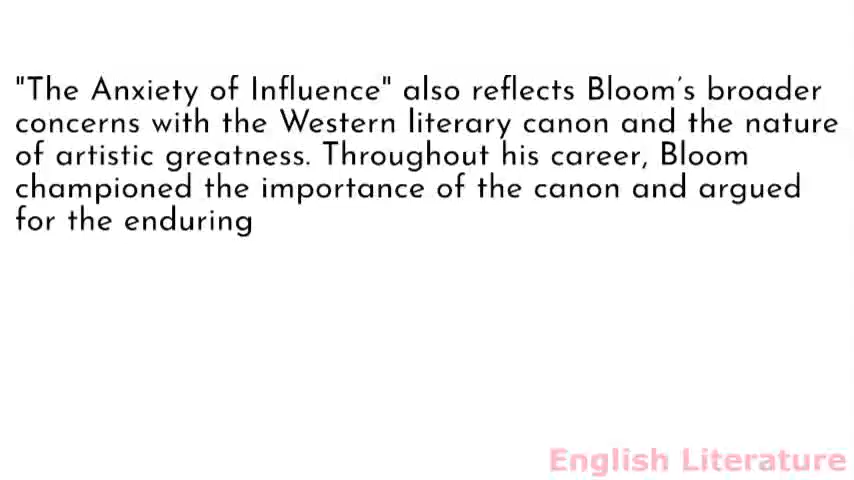 "The Anxiety of Influence" also reflects Bloom's broader
concerns with the Western literary canon and the nature
of artistic greatness. Throughout his career, Bloom
championed the importance of the canon and argued
for the enduring
English Literature